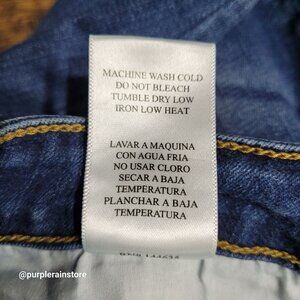 MACHINE WASH COLD
DO NOT BLEACH
TUMBLE DRY LOW
IRON LOW HEAT
LAVAR A MAQUINA
CON AGUA FRIA
NO USAR CLORO
SECAR A BAJA
TEMPERATURA
PLANCHAR A BAJA
TEMPERATURA
@purplerainstore